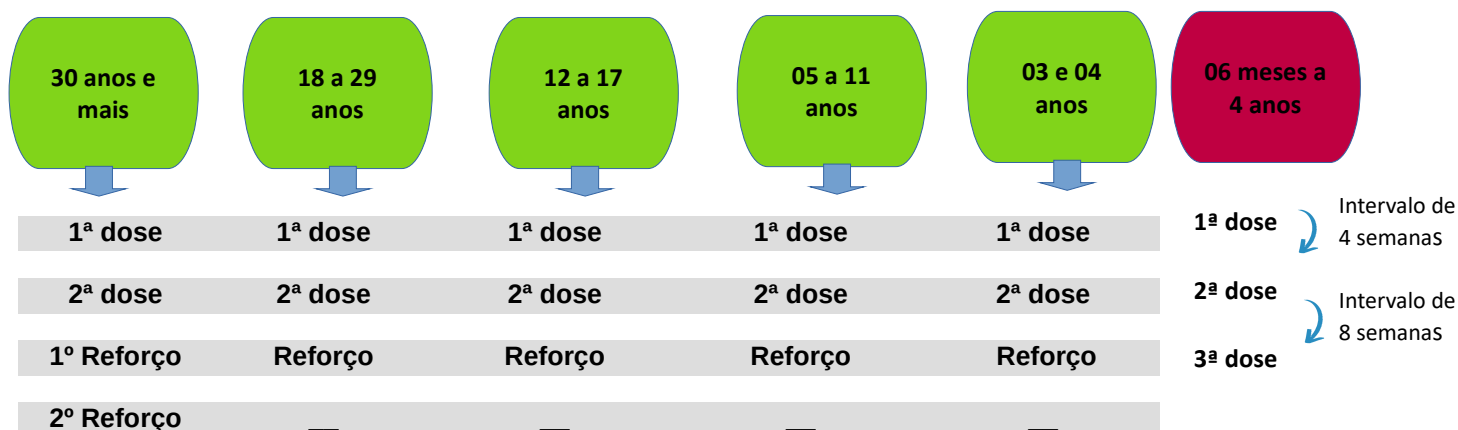 30 anos e
mais
18 a 29
anos
12 a 17
anos
05 a 11
anos
03 e 04
anos
06 meses a
4 anos
1ª dose 1ª dose 1ª dose 1ª dose 1ª dose 1ª dose
Intervalo de
4 semanas
2ª dose 2ª dose 2ª dose 2ª dose 2ª dose 2ª dose
Intervalo de
8 semanas
1º Reforço Reforço Reforço Reforço Reforço 3ª dose
2º Reforço